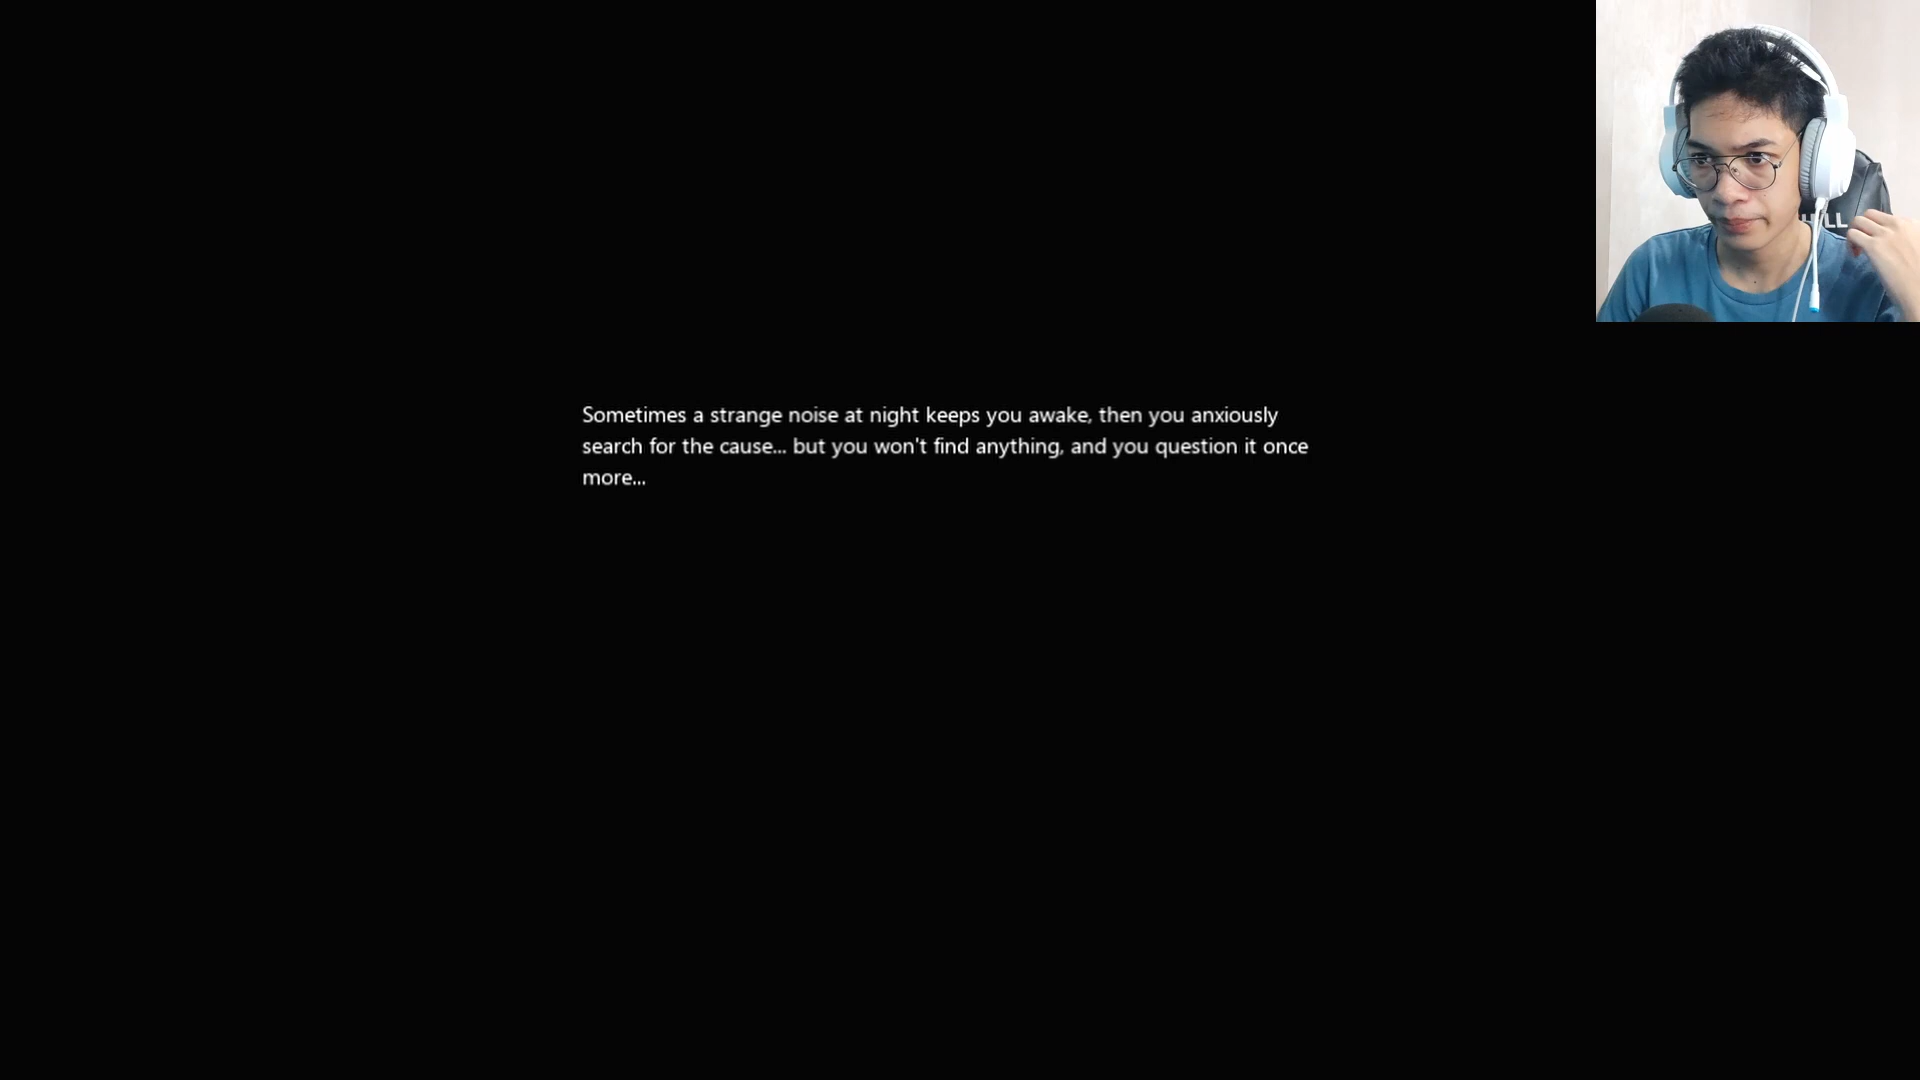 Sometimes a strange noise at night keeps you awake, then you anxiously
search for the cause... but you won't find anything, and you question it once
more...